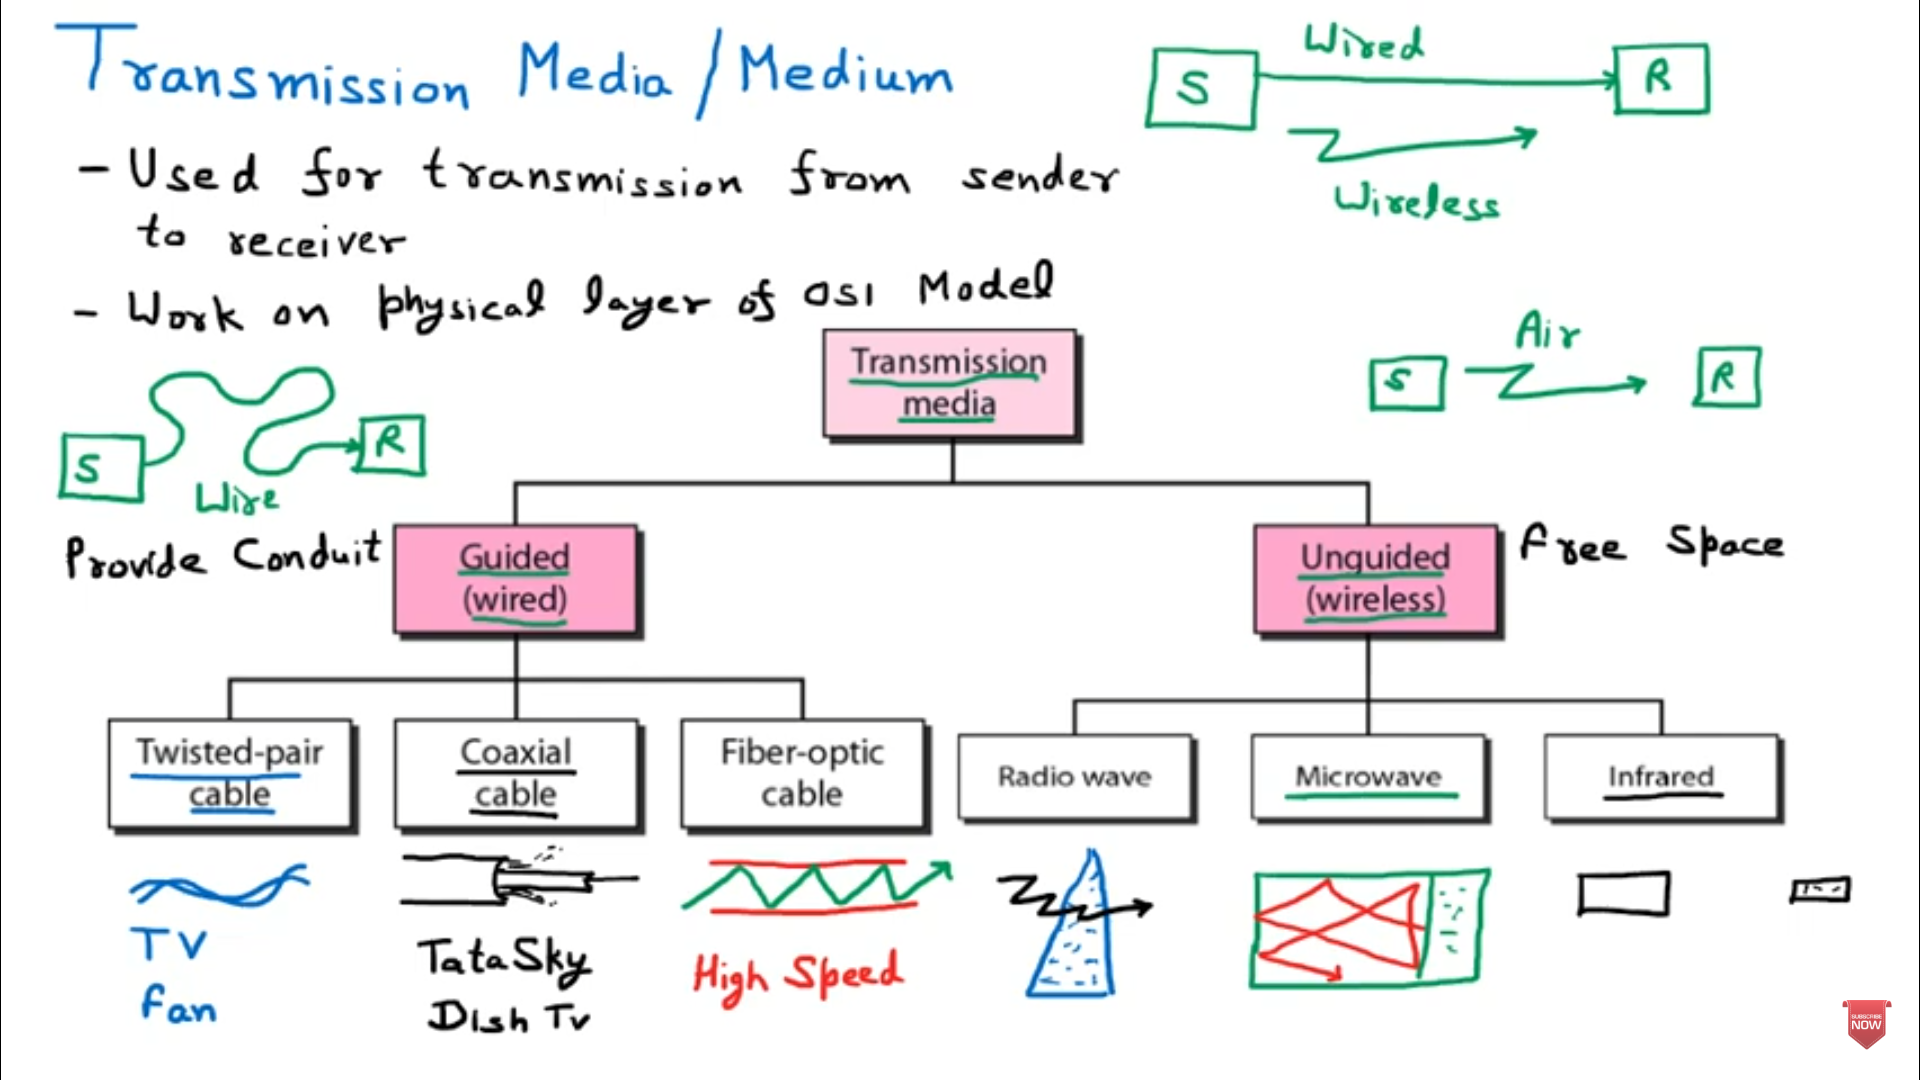 Transmission Media/Medium
- Used for transmission from sender
to receiver
- Work on physical layer of OSI Model
S
Wired
R
Wireless
S
Air
R
S
Wire
R
Transmission
media
Provide Conduit
Guided
(wired)
Unguided
(wireless)
Free Space
Twisted-pair
cable
Coaxial
cable
Fiber-optic
cable
Radio wave
Microwave
Infrared
TV
Fan
TataSky
Dish Tv
High Speed
SUBSCRIBE
NOW